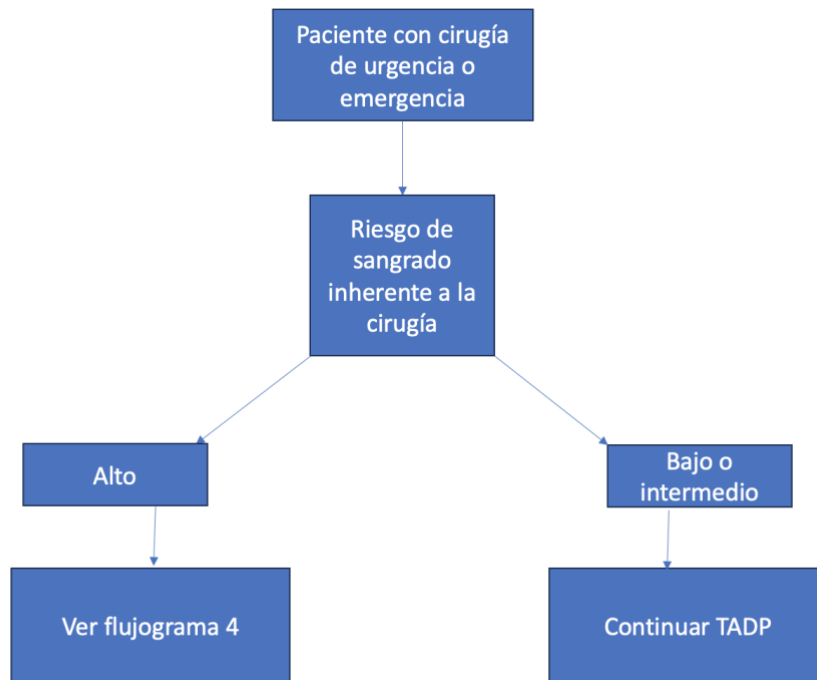 Paciente con cirugía
de urgencia o
emergencia
Riesgo de
sangrado
inherente a la
cirugía
Alto
Bajo o
intermedio
Ver flujograma 4
Continuar TADP